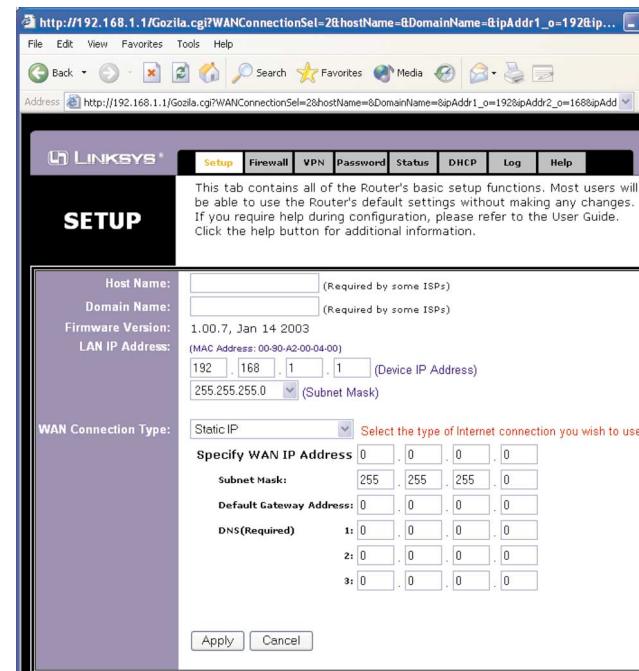 http://192.168.1.1/Gozila.cgi?WANConnectionSel=2&hostName=&DomainName=&ipAddr1_o=192&ip...
File Edit View Favorites Tools Help
Back Search Favorites Media
Address http://192.168.1.1/Gozila.cgi?WANConnectionSel=2&hostName=&DomainName=&ipAddr1_o=192&ipAddr2_o=168&ipAdd
LINKSYS®
Setup Firewall VPN Password Status DHCP Log Help
SETUP
This tab contains all of the Router's basic setup functions. Most users will
be able to use the Router's default settings without making any changes.
If you require help during configuration, please refer to the User Guide.
Click the help button for additional information.
Host Name: (Required by some ISPs)
Domain Name: (Required by some ISPs)
Firmware Version: 1.00.7, Jan 14 2003
LAN IP Address: (MAC Address: 00-90-A2-00-04-00)
192 . 168 . 1 . 1 (Device IP Address)
255.255.255.0 (Subnet Mask)
WAN Connection Type: Static IP Select the type of Internet connection you wish to use
Specify WAN IP Address 0 . 0 . 0 . 0
Subnet Mask: 255 . 255 . 255 . 0
Default Gateway Address: 0 . 0 . 0 . 0
DNS(Required) 1: 0 . 0 . 0 . 0
2: 0 . 0 . 0 . 0
3: 0 . 0 . 0 . 0
Apply Cancel